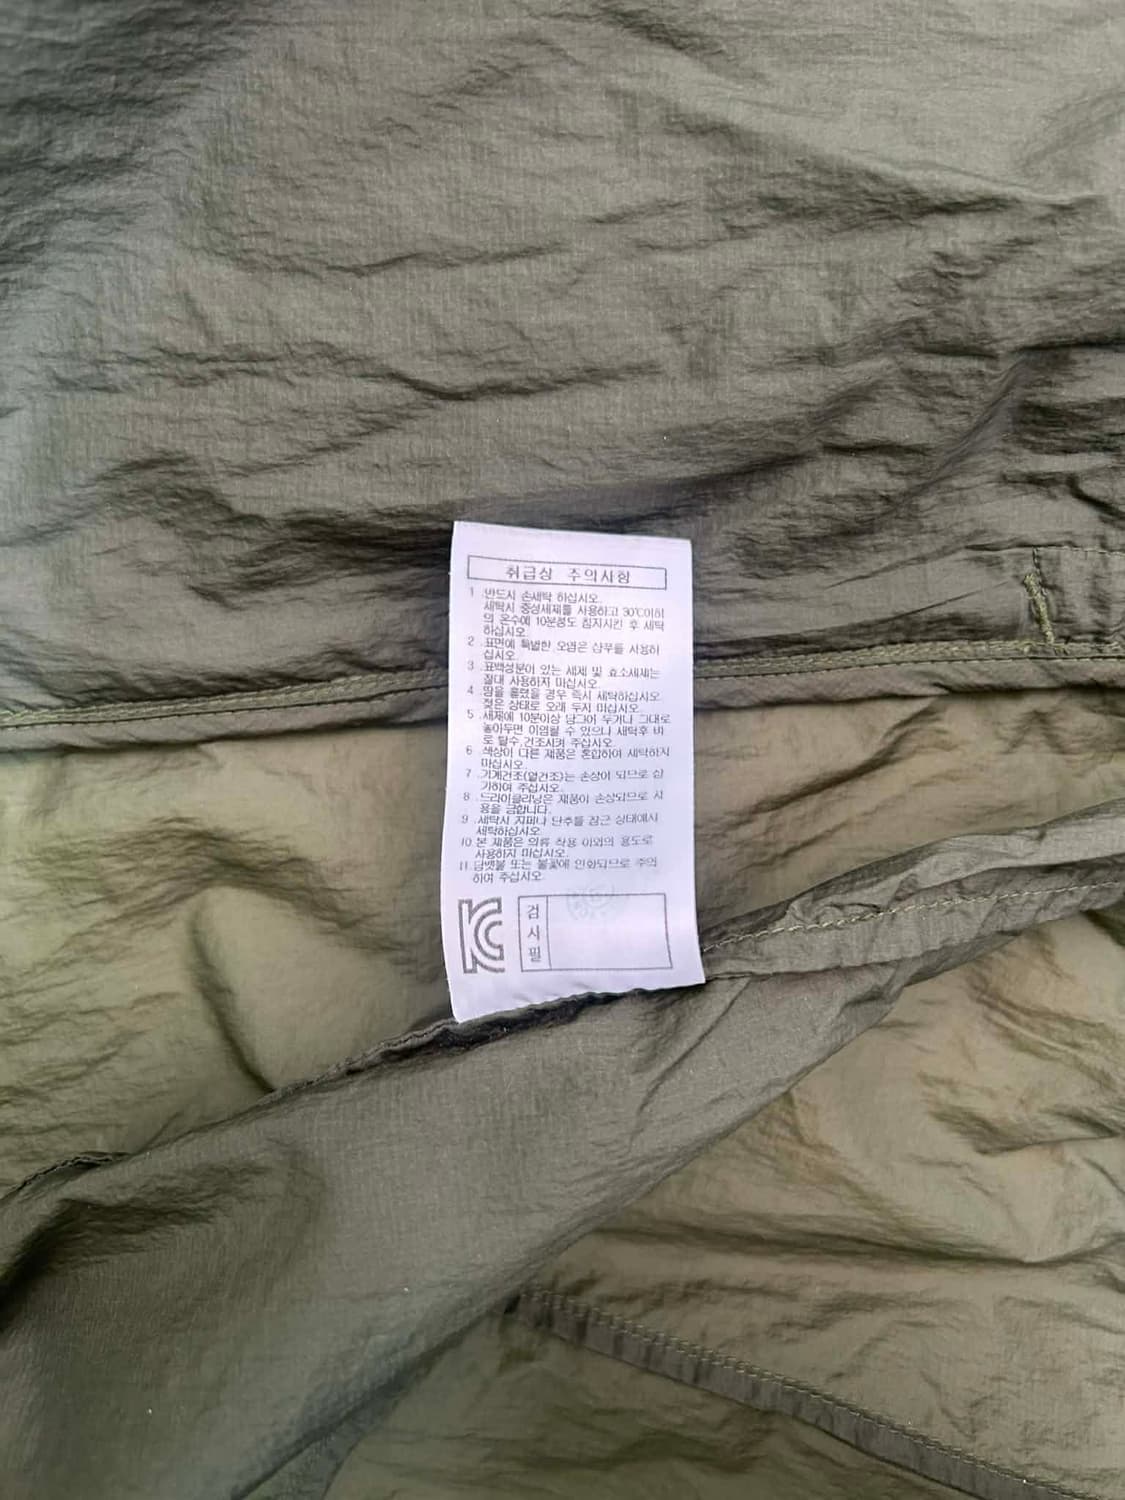 취급상 주의사항
1 .반드시 손세탁 하십시오.
세탁시 중성세제를 사용하고 30℃이하
의 온수에 10분정도 침지시킨 후 세탁
하십시오.
2 .표면에 특별한 오염은 샴푸를 사용하
십시오.
3 .표백성분이 있는 세제 및 효소세제는
절대 사용하지 마십시오.
4 .땀을 흘렸을 경우 즉시 세탁하십시오.
젖은 상태로 오래 두지 마십시오.
5 .세제에 10분이상 담그어 두거나 그대로
놓아두면 이염될 수 있으니 세탁후 바
로 탈수,건조시켜 주십시오.
6 .색상이 다른 제품은 혼합하여 세탁하지
마십시오.
7 .기계건조(열건조)는 손상이 되므로 삼
가하여 주십시오.
8 .드라이클리닝은 제품이 손상되므로 사
용을 금합니다.
9 .세탁시 지퍼나 단추를 잠근 상태에서
세탁하십시오.
10.본 제품은 의류 착용 이외의 용도로
사용하지 마십시오.
11.담뱃불 또는 불꽃에 인화되므로 주의
하여 주십시오.
KC
검
사
필